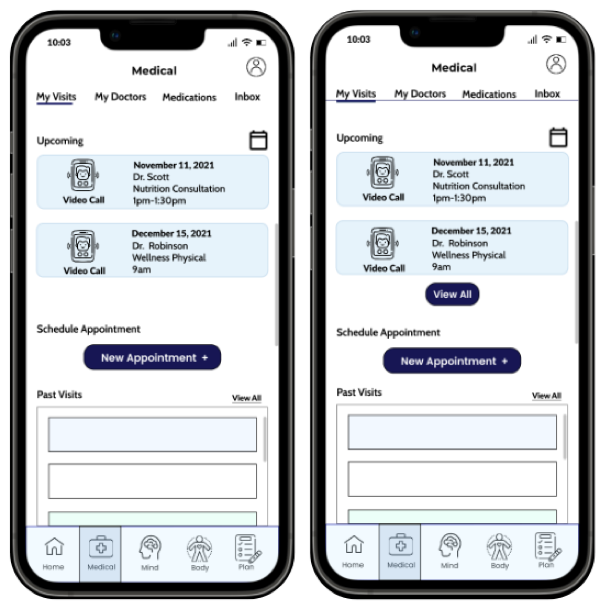 10:03
Medical
My Visits My Doctors Medications Inbox
Upcoming
November 11, 2021
Dr. Scott
Nutrition Consultation
1pm-1:30pm
Video Call
December 15, 2021
Dr. Robinson
Wellness Physical
9am
Video Call
Schedule Appointment
New Appointment +
Past Visits View All
Home Medical Mind Body Plan
10:03
Medical
My Visits My Doctors Medications Inbox
Upcoming
November 11, 2021
Dr. Scott
Nutrition Consultation
1pm-1:30pm
Video Call
December 15, 2021
Dr. Robinson
Wellness Physical
9am
Video Call
View All
Schedule Appointment
New Appointment +
Past Visits View All
Home Medical Mind Body Plan